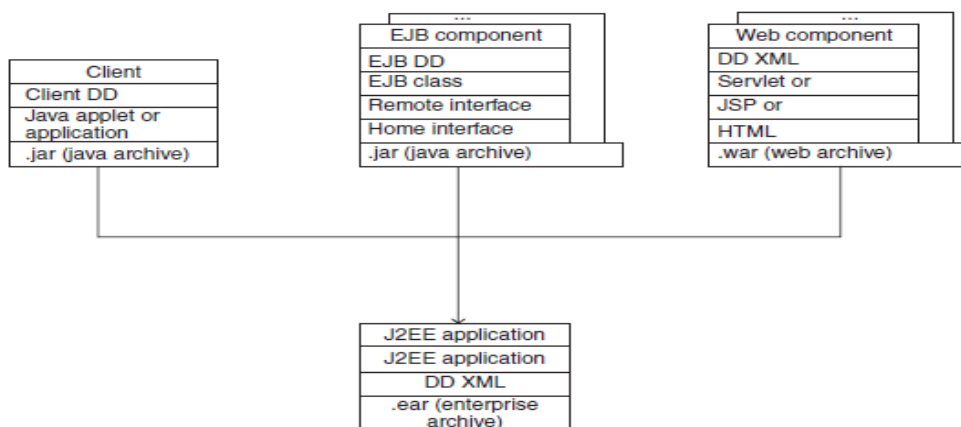 Client
Client DD
Java applet or
application
.jar (java archive)
...
EJB component
EJB DD
EJB class
Remote interface
Home interface
.jar (java archive)
...
Web component
DD XML
Servlet or
JSP or
HTML
.war (web archive)
J2EE application
J2EE application
DD XML
.ear (enterprise
archive)